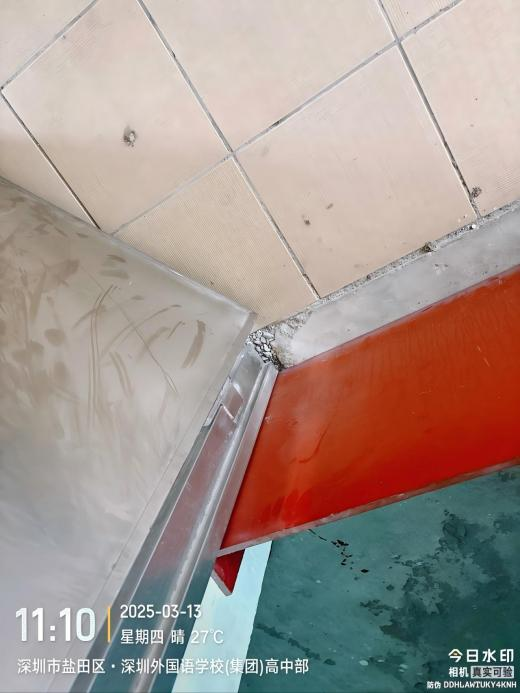 11:10
2025-03-13
星期四 晴 27℃
深圳市盐田区·深圳外国语学校(集团)高中部
今日水印
相机 真实可验
防伪 DDHLAWTUKY4KNH